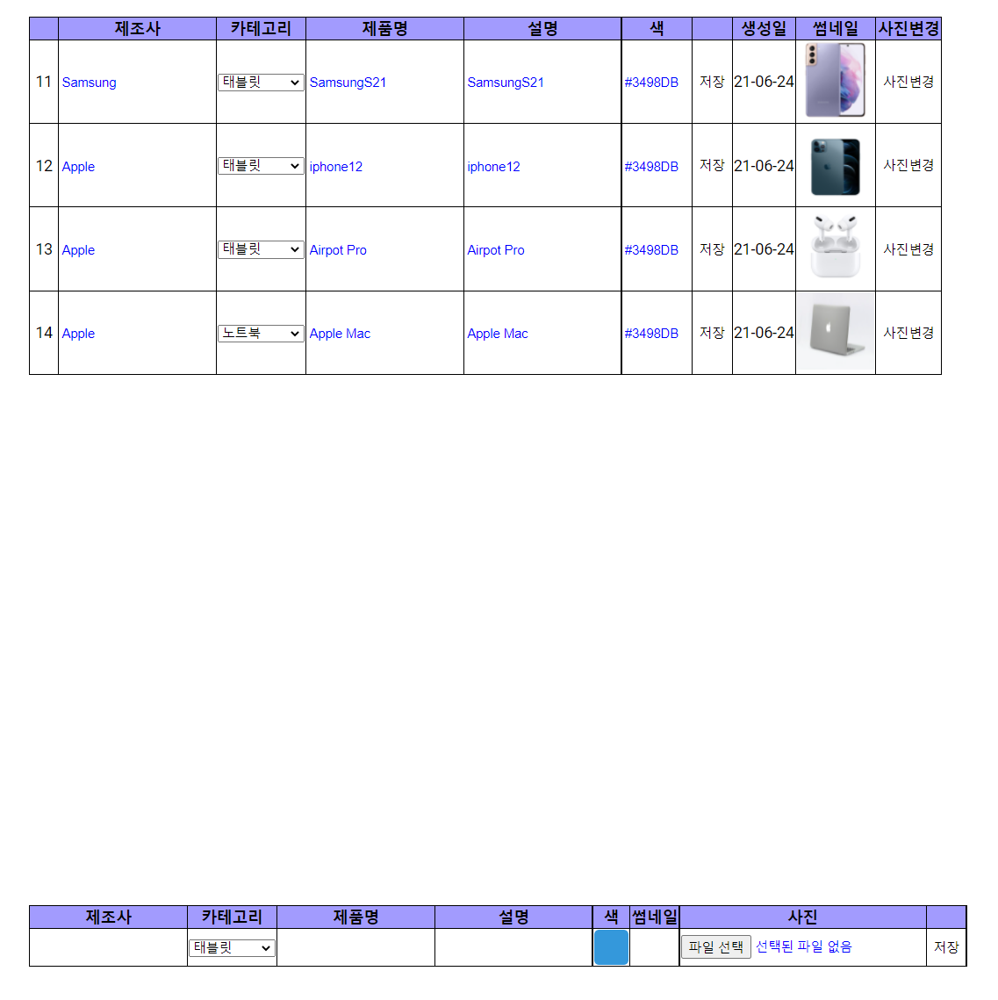 제조사 카테고리 제품명 설명 색 생성일 썸네일 사진변경
11 Samsung 태블릿 SamsungS21 SamsungS21 #3498DB 저장 21-06-24 사진변경
12 Apple 태블릿 iphone12 iphone12 #3498DB 저장 21-06-24 사진변경
13 Apple 태블릿 Airpot Pro Airpot Pro #3498DB 저장 21-06-24 사진변경
14 Apple 노트북 Apple Mac Apple Mac #3498DB 저장 21-06-24 사진변경
제조사 카테고리 제품명 설명 색 썸네일 사진
태블릿 파일 선택 선택된 파일 없음 저장